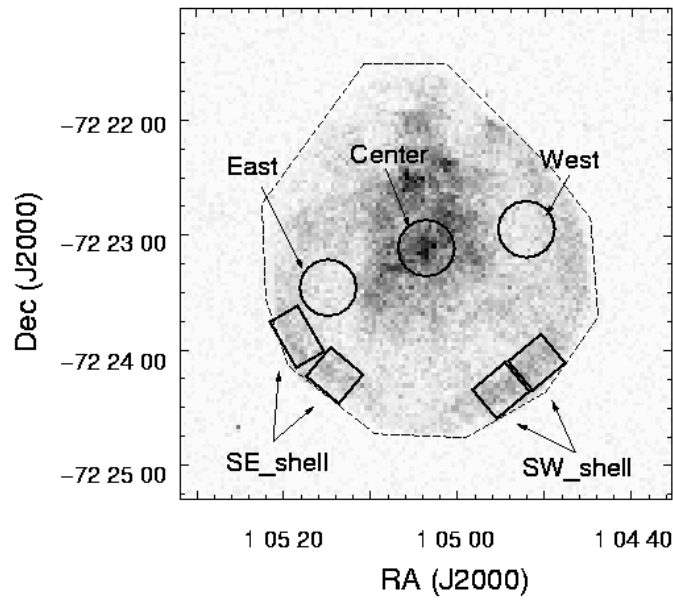 -72 22 00
East
Center
West
-72 23 00
Dec (J2000)
-72 24 00
SE_shell
SW_shell
-72 25 00
1 05 20
1 05 00
1 04 40
RA (J2000)